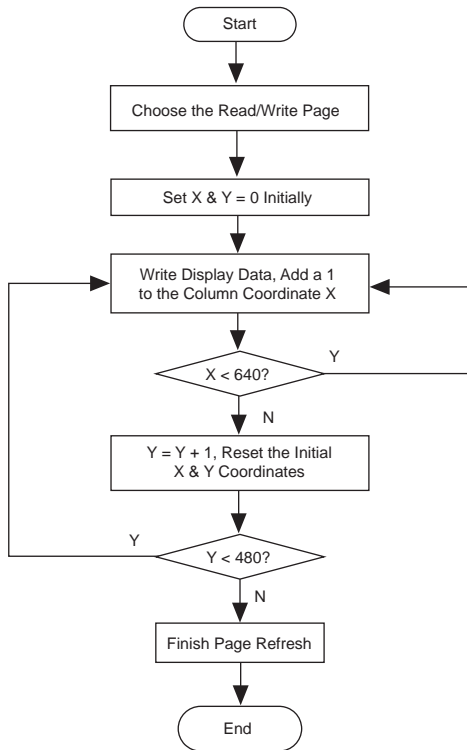 Start
Choose the Read/Write Page
Set X & Y = 0 Initially
Write Display Data, Add a 1
to the Column Coordinate X
X < 640?
Y
N
Y = Y + 1, Reset the Initial
X & Y Coordinates
Y
Y < 480?
N
Finish Page Refresh
End